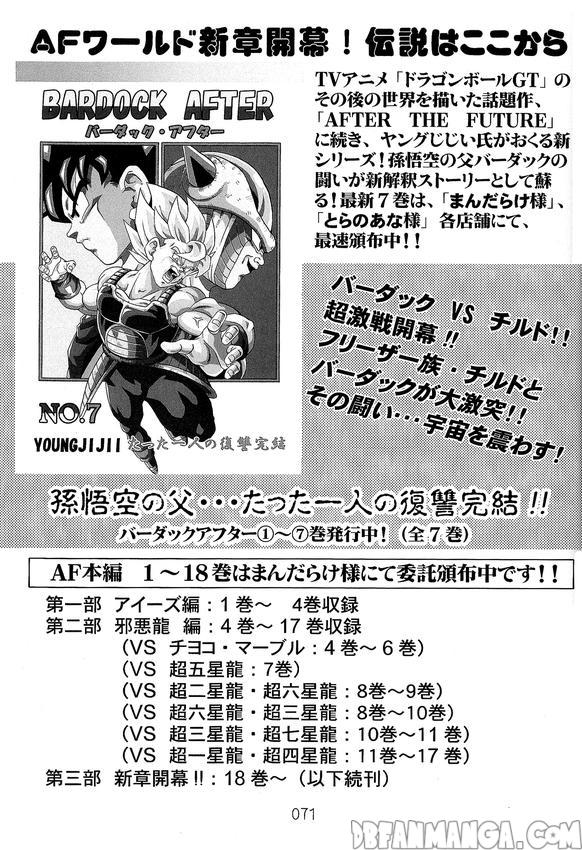 AFワールド新章開幕!伝説はここから
BARDOCK AFTER
バーダック・アフター
NO.7
YOUNGJIJII たった一人の復讐完結
TVアニメ「ドラゴンボールGT」の
その後の世界を描いた話題作、
「AFTER THE FUTURE」
に続き、ヤングじじい氏がおくる新
シリーズ!孫悟空の父バーダックの
闘いが新解釈ストーリーとして蘇
る!最新7巻は、「まんだらけ様」、
「とらのあな様」各店舗にて、
最速頒布中!!
バーダック VS チルド!!
超激戦開幕!!
フリーザー族・チルドと
バーダックが大激突!!
その闘い・・・宇宙を震わす!
孫悟空の父・・・たった一人の復讐完結!!
バーダックアフター①~⑦巻発行中!(全7巻)
AF本編 1~18巻はまんだらけ様にて委託頒布中です!!
第一部 アイーズ編:1巻~ 4巻収録
第二部 邪悪龍 編:4巻~17巻収録
(VS チヨコ・マーブル:4巻~6巻)
(VS 超五星龍:7巻)
(VS 超二星龍・超六星龍:8巻~9巻)
(VS 超六星龍・超三星龍:8巻~10巻)
(VS 超三星龍・超七星龍:10巻~11巻)
(VS 超一星龍・超四星龍:11巻~17巻)
第三部 新章開幕!!:18巻~(以下続刊)
071
DBFANMANGA.COM